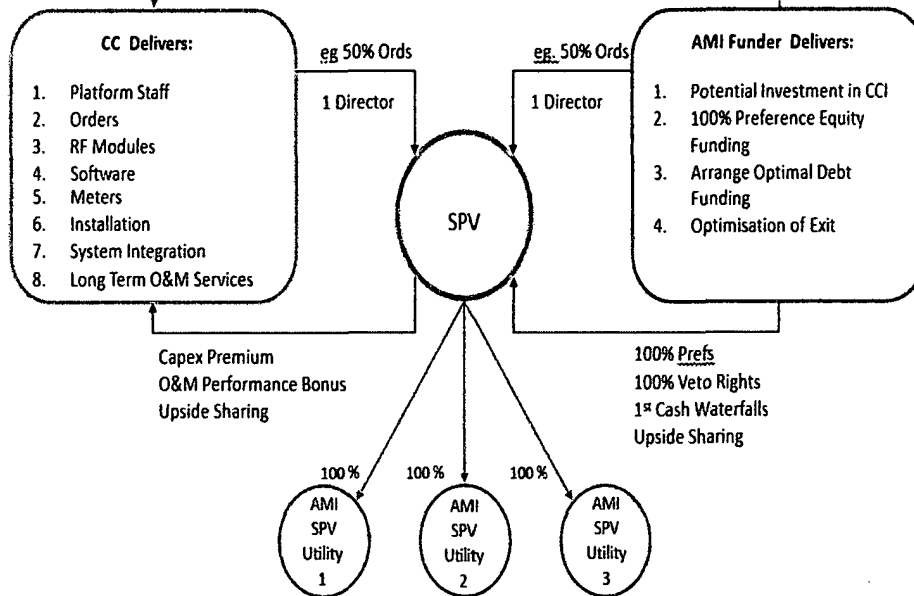 CC Delivers:
1. Platform Staff
2. Orders
3. RF Modules
4. Software
5. Meters
6. Installation
7. System Integration
8. Long Term O&M Services
eg 50% Ords
1 Director
eg. 50% Ords
1 Director
AMI Funder Delivers:
1. Potential Investment in CCI
2. 100% Preference Equity
Funding
3. Arrange Optimal Debt
Funding
4. Optimisation of Exit
SPV
Capex Premium
O&M Performance Bonus
Upside Sharing
100% Prefs
100% Veto Rights
1st Cash Waterfalls
Upside Sharing
100%
100%
100%
AMI
SPV
Utility
1
AMI
SPV
Utility
2
AMI
SPV
Utility
3